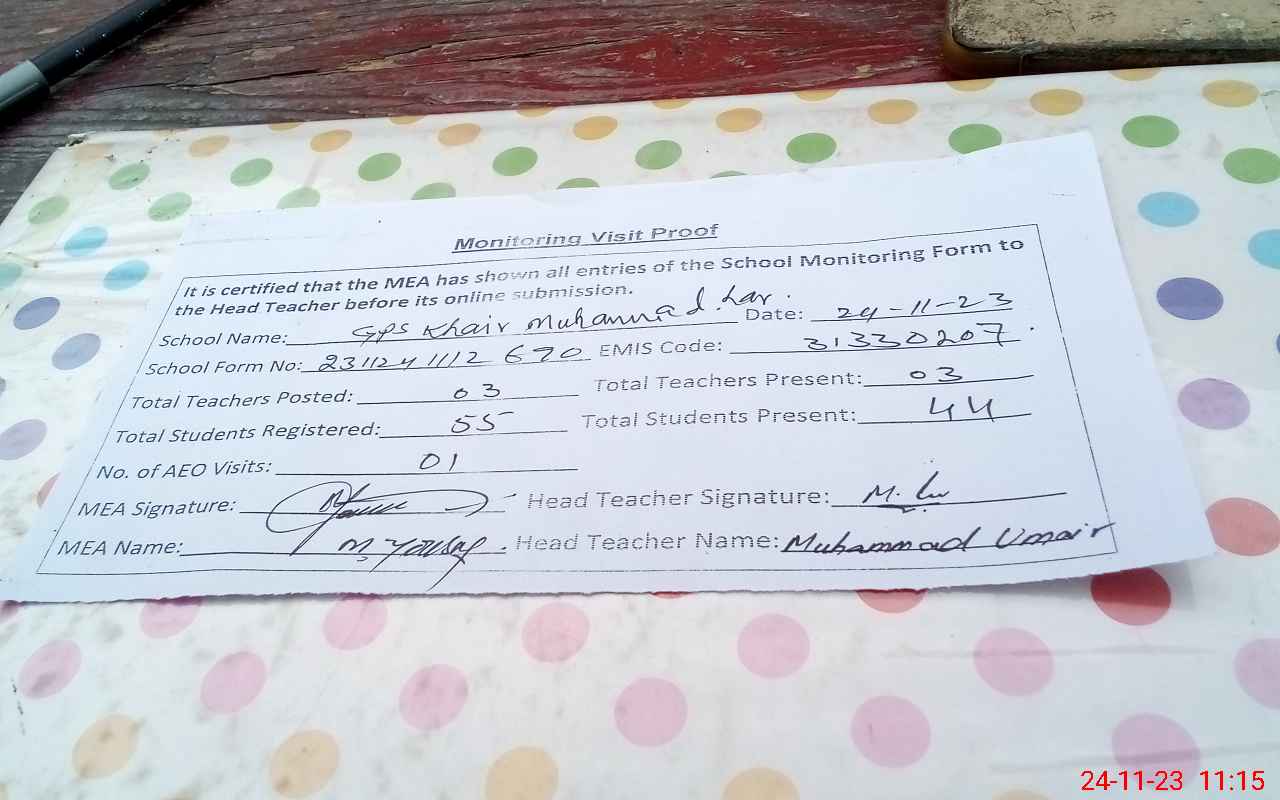 Monitoring Visit Proof
It is certified that the MEA has shown all entries of the School Monitoring Form to
the Head Teacher before its online submission.
School Name: GPS Khair Muhammad Lar. Date: 24-11-23
School Form No: 231124 1112 670 EMIS Code: 31330207
Total Teachers Posted: 03 Total Teachers Present: 03
Total Students Registered: 55 Total Students Present: 44
No. of AEO Visits: 01
MEA Signature: Head Teacher Signature:
MEA Name: M. Yousaf. Head Teacher Name: Muhammad Umair
24-11-23 11:15